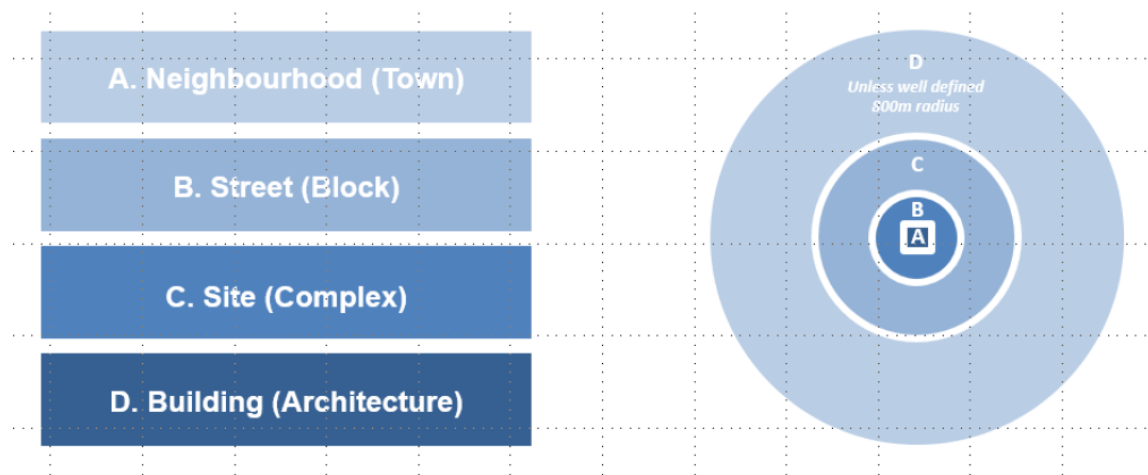 A. Neighbourhood (Town)
B. Street (Block)
C. Site (Complex)
D. Building (Architecture)
D
Unless well defined
800m radius
C
B
A